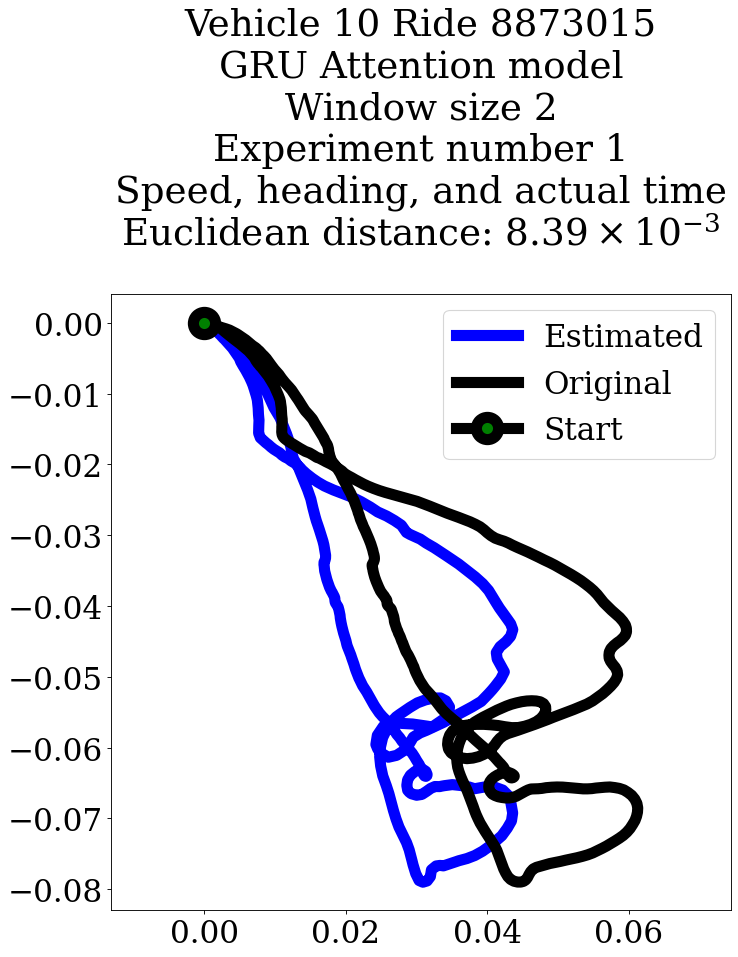 Vehicle 10 Ride 8873015
GRU Attention model
Window size 2
Experiment number 1
Speed, heading, and actual time
Euclidean distance: 8.39 × 10⁻³
Estimated
Original
Start
0.00
−0.01
−0.02
−0.03
−0.04
−0.05
−0.06
−0.07
−0.08
0.00 0.02 0.04 0.06